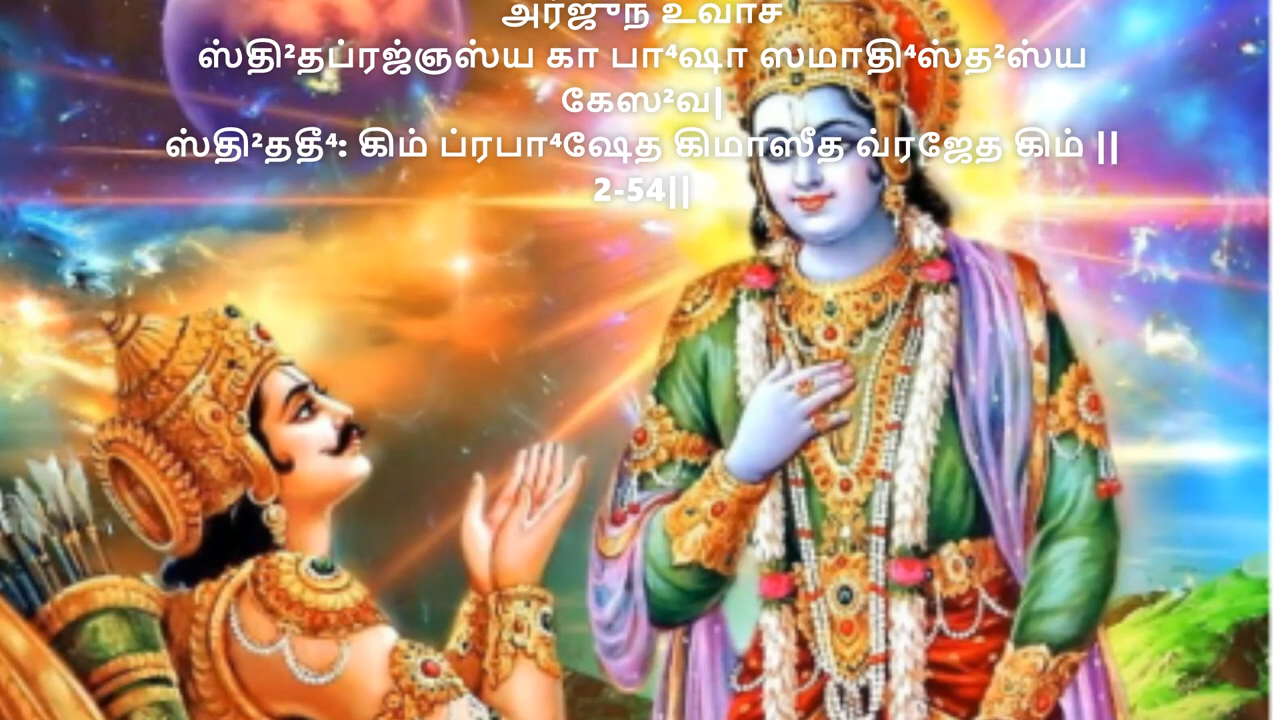 அர்ஜுந உவாச
ஸ்தி²தப்ரஜ்ஞஸ்ய கா பா⁴ஷா ஸமாதி⁴ஸ்த²ஸ்ய
கேஸ²வ|
ஸ்தி²ததீ⁴: கிம் ப்ரபா⁴ஷேத கிமாஸீத வ்ரஜேத கிம் ||
2-54||